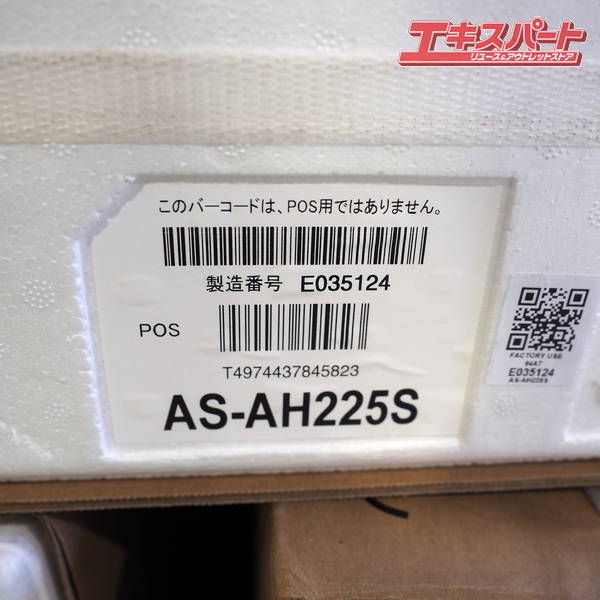 エキスパート
リユース&アウトレットストア
このバーコードは、POS用ではありません。
製造番号 E035124
POS
T4974437845823
AS-AH225S
FACTORY USE
94A7
E035124
AS-AH225S